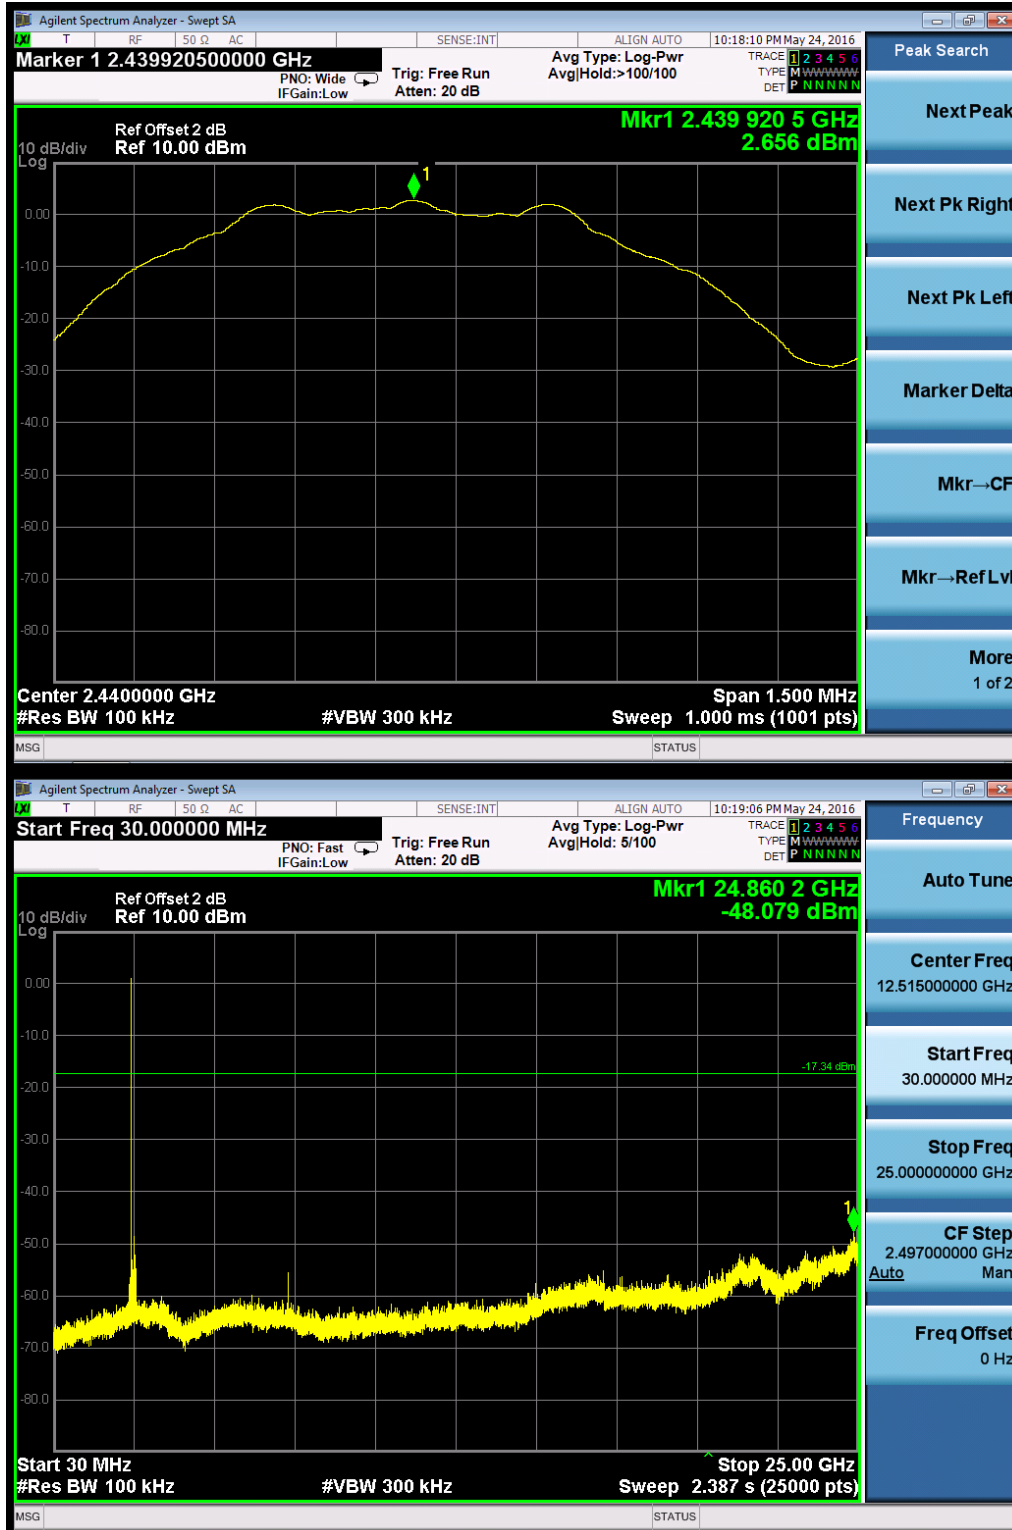 Agilent Spectrum Analyzer - Swept SA
LXI T RF 50 Ω AC SENSE:INT ALIGN AUTO 10:18:10 PM May 24, 2016
Marker 1 2.439920500000 GHz
PNO: Wide
IFGain:Low
Trig: Free Run
Atten: 20 dB
Avg Type: Log-Pwr
Avg|Hold:>100/100
TRACE 1 2 3 4 5 6
TYPE M WWWWW
DET P N N N N N
Peak Search
Next Peak
Next Pk Right
Next Pk Left
Marker Delta
Mkr→CF
Mkr→Ref Lvl
More
1 of 2
Mkr1 2.439 920 5 GHz
2.656 dBm
Ref Offset 2 dB
10 dB/div Ref 10.00 dBm
Log
1
0.00
-10.0
-20.0
-30.0
-40.0
-50.0
-60.0
-70.0
-80.0
Center 2.4400000 GHz Span 1.500 MHz
#Res BW 100 kHz #VBW 300 kHz Sweep 1.000 ms (1001 pts)
MSG STATUS
Agilent Spectrum Analyzer - Swept SA
LXI T RF 50 Ω AC SENSE:INT ALIGN AUTO 10:19:06 PM May 24, 2016
Start Freq 30.000000 MHz
PNO: Fast
IFGain:Low
Trig: Free Run
Atten: 20 dB
Avg Type: Log-Pwr
Avg|Hold: 5/100
TRACE 1 2 3 4 5 6
TYPE M WWWWW
DET P N N N N N
Frequency
Auto Tune
Center Freq
12.515000000 GHz
Start Freq
30.000000 MHz
Stop Freq
25.000000000 GHz
CF Step
2.497000000 GHz
Auto Man
Freq Offset
0 Hz
Mkr1 24.860 2 GHz
-48.079 dBm
Ref Offset 2 dB
10 dB/div Ref 10.00 dBm
Log
0.00
-10.0
-17.34 dBm
-20.0
-30.0
-40.0
1
-50.0
-60.0
-70.0
-80.0
Start 30 MHz Stop 25.00 GHz
#Res BW 100 kHz #VBW 300 kHz Sweep 2.387 s (25000 pts)
MSG STATUS